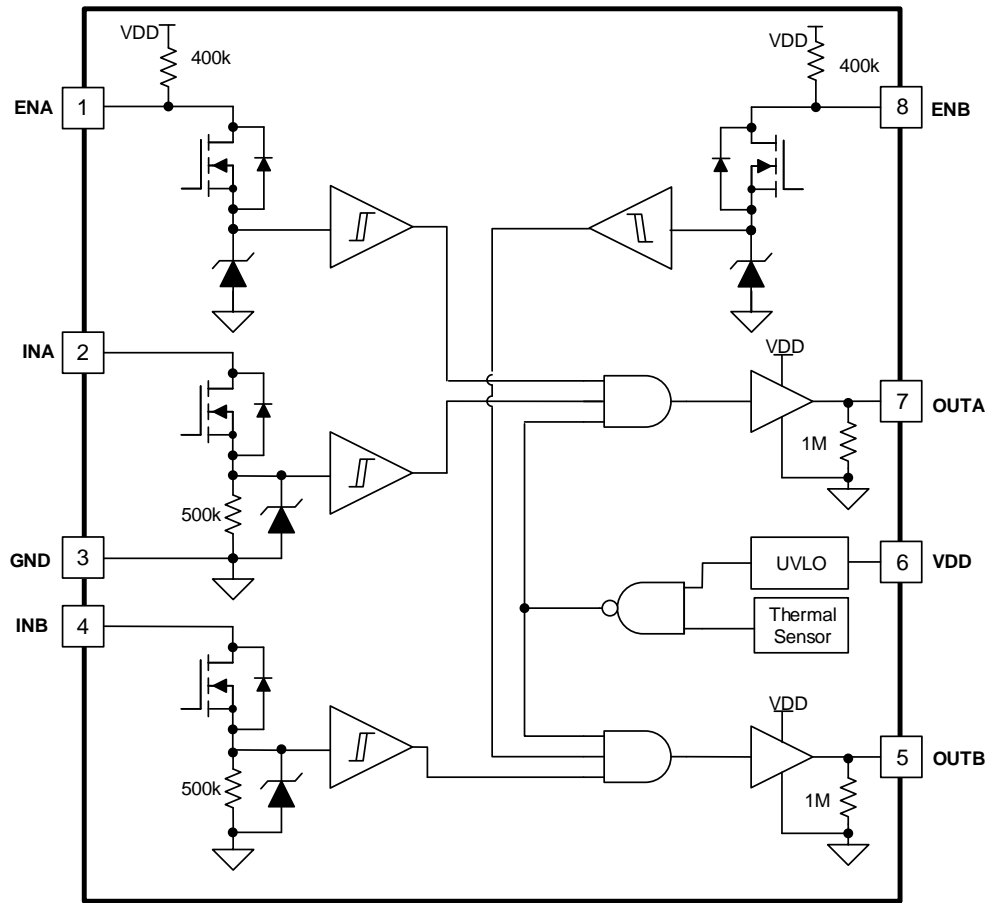 VDD
400k
VDD
400k
ENA
1
8
ENB
INA
2
VDD
7
OUTA
1M
500k
GND
3
UVLO
6
VDD
INB
4
Thermal
Sensor
VDD
500k
5
OUTB
1M